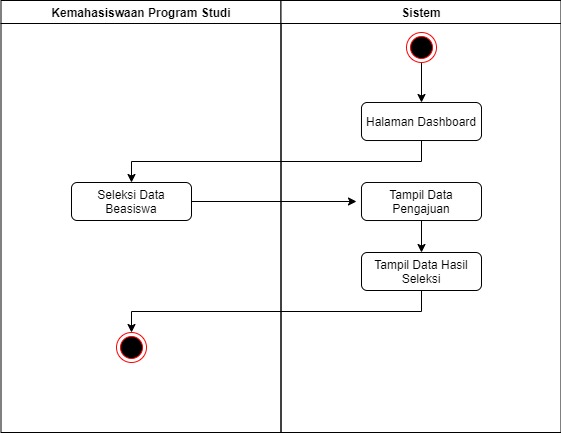 Kemahasiswaan Program Studi
Sistem
Halaman Dashboard
Seleksi Data
Beasiswa
Tampil Data
Pengajuan
Tampil Data Hasil
Seleksi